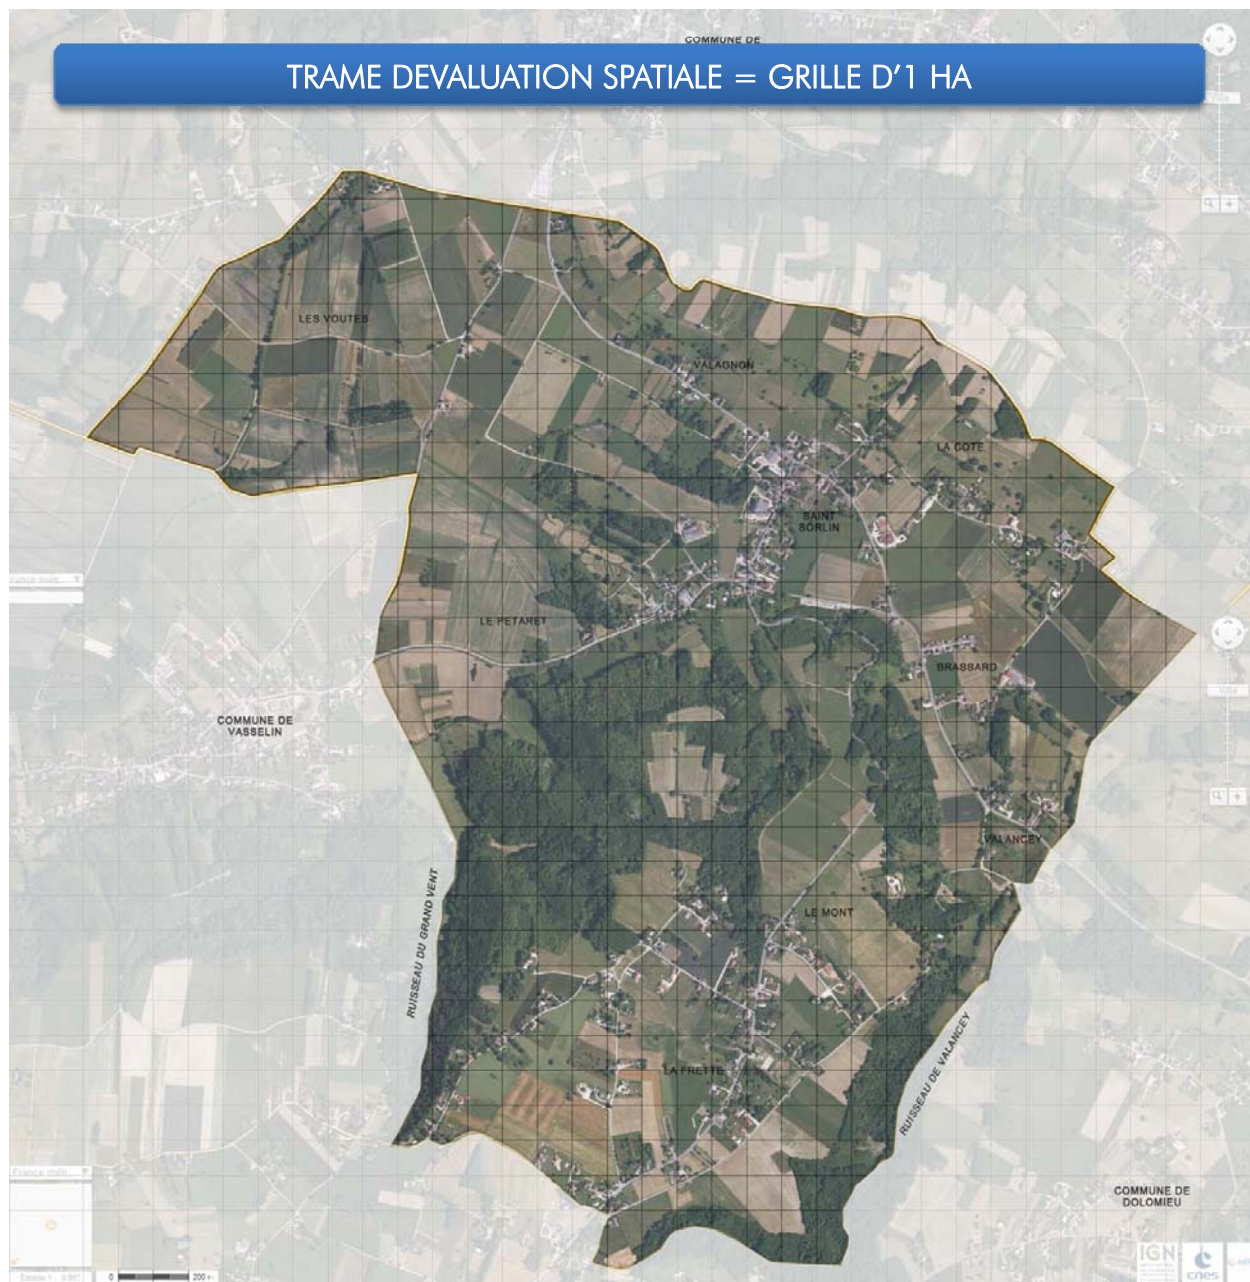 COMMUNE DE
TRAME DEVALUATION SPATIALE = GRILLE D'1 HA
LES VOUTES
VALAGNON
LA COTE
SAINT
SORLIN
LE PETARET
BRASSARD
COMMUNE DE
VASSELIN
VALANCEY
LE MONT
RUISSEAU DU GRAND VENT
LA FRETTE
RUISSEAU DE VALANCEY
COMMUNE DE
DOLOMIEU
IGN
cnes
0 200